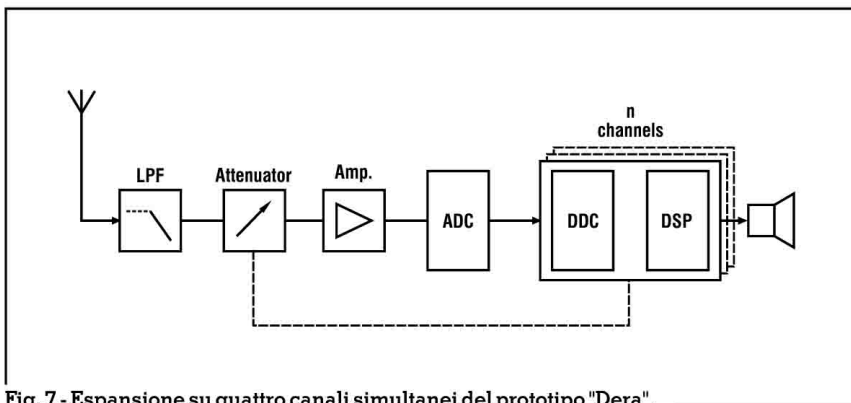 n
channels
LPF
Attenuator
Amp.
ADC
DDC
DSP
Fig. 7 - Espansione su quattro canali simultanei del prototipo "Dera".